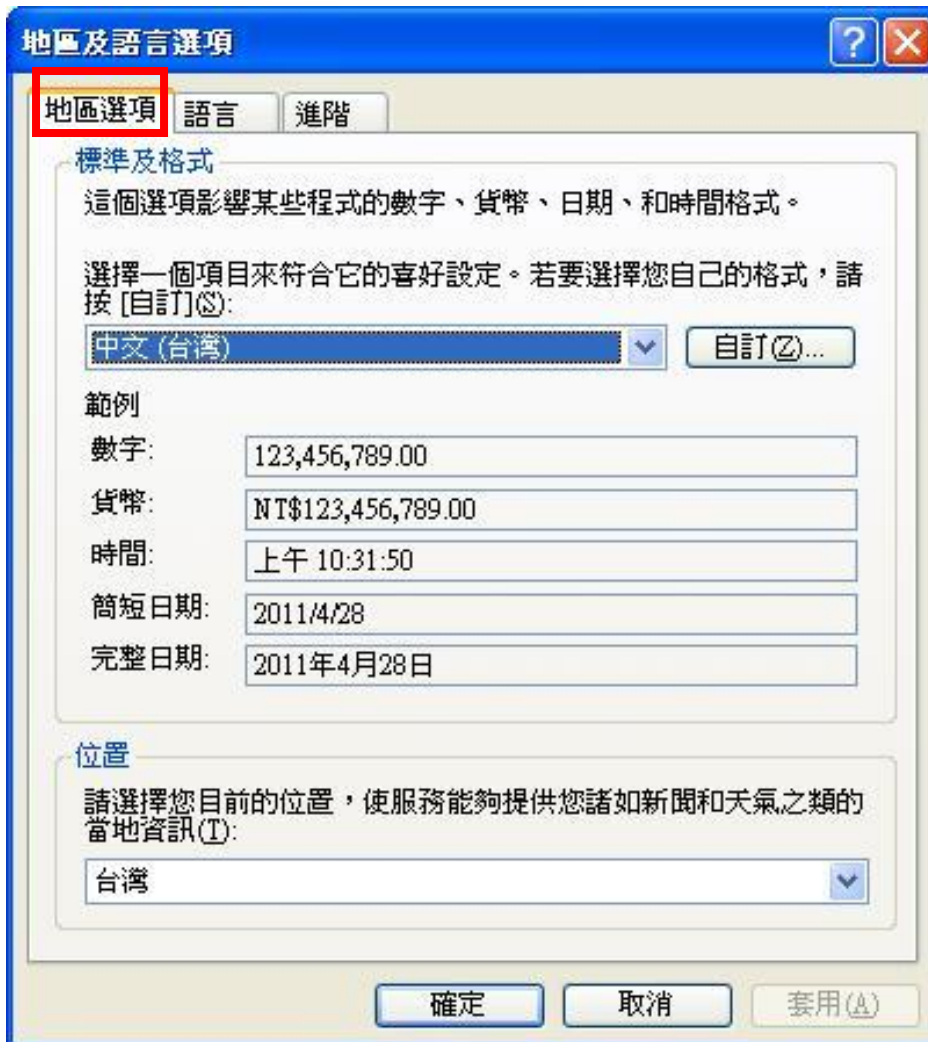 地區及語言選項
地區選項 語言 進階
標準及格式
這個選項影響某些程式的數字、貨幣、日期、和時間格式。
選擇一個項目來符合它的喜好設定。若要選擇您自己的格式，請
按 [自訂](S):
中文 (台灣)
自訂(Z)...
範例
數字: 123,456,789.00
貨幣: NT$123,456,789.00
時間: 上午 10:31:50
簡短日期: 2011/4/28
完整日期: 2011年4月28日
位置
請選擇您目前的位置，使服務能夠提供您諸如新聞和天氣之類的
當地資訊(T):
台灣
確定 取消 套用(A)